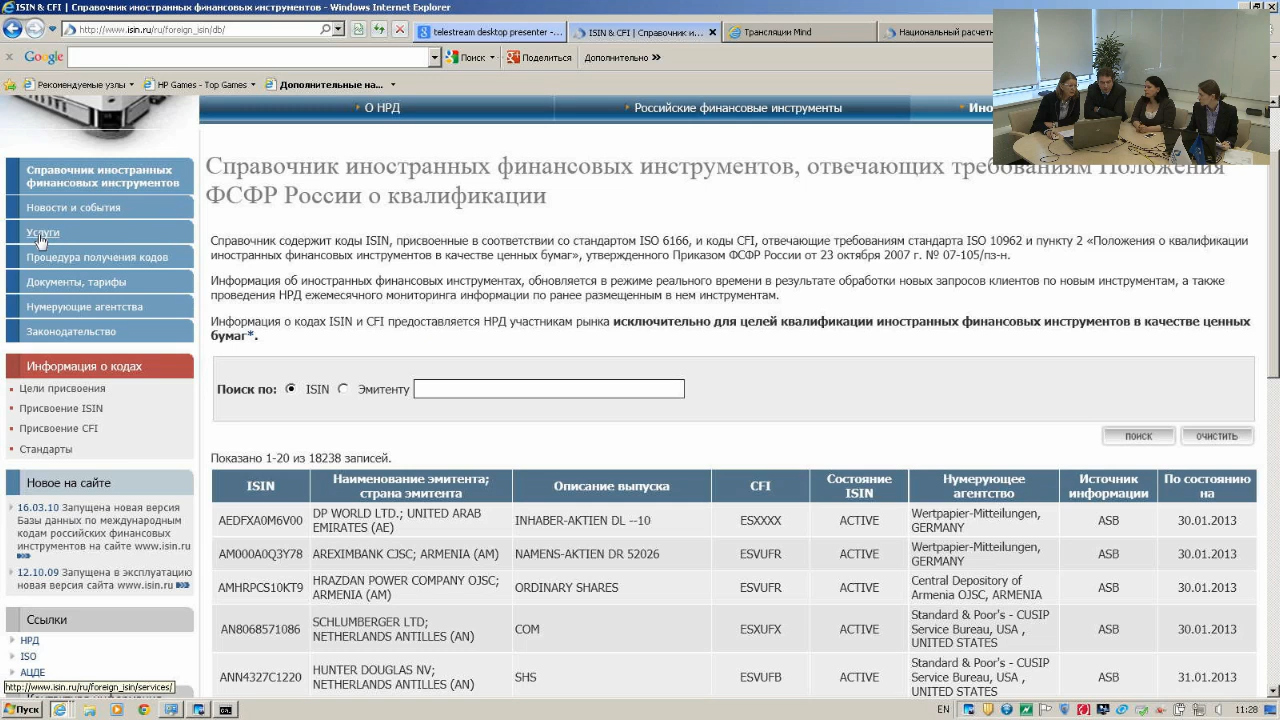 ISIN & CFI | Справочник иностранных финансовых инструментов - Windows Internet Explorer
http://www.isin.ru/ru/foreign_isin/db/
telestream desktop presenter -...
ISIN & CFI | Справочник и...
Трансляции Mind
Национальный расчетн
Google
Поиск
Поделиться
Дополнительно »
Рекомендуемые узлы
HP Games - Top Games
Дополнительные на...
О НРД
Российские финансовые инструменты
Ино
Справочник иностранных
финансовых инструментов
Новости и события
Услуги
Процедура получения кодов
Документы, тарифы
Нумерующие агентства
Законодательство
Информация о кодах
Цели присвоения
Присвоение ISIN
Присвоение CFI
Стандарты
Новое на сайте
16.03.10 Запущена новая версия
Базы данных по международным
кодам российских финансовых
инструментов на сайте www.isin.ru
12.10.09 Запущена в эксплуатацию
новая версия сайта www.isin.ru
Ссылки
НРД
ISO
АЦДЕ
http://www.isin.ru/ru/foreign_isin/services/
Справочник иностранных финансовых инструментов, отвечающих требованиям Положения
ФСФР России о квалификации
Справочник содержит коды ISIN, присвоенные в соответствии со стандартом ISO 6166, и коды CFI, отвечающие требованиям стандарта ISO 10962 и пункту 2 «Положения о квалификации
иностранных финансовых инструментов в качестве ценных бумаг», утвержденного Приказом ФСФР России от 23 октября 2007 г. № 07-105/пз-н.
Информация об иностранных финансовых инструментах, обновляется в режиме реального времени в результате обработки новых запросов клиентов по новым инструментам, а также
проведения НРД ежемесячного мониторинга информации по ранее размещенным в нем инструментам.
Информация о кодах ISIN и CFI предоставляется НРД участникам рынка исключительно для целей квалификации иностранных финансовых инструментов в качестве ценных
бумаг*.
Поиск по: ISIN Эмитенту
ПОИСК ОЧИСТИТЬ
Показано 1-20 из 18238 записей.
ISIN Наименование эмитента; страна эмитента Описание выпуска CFI Состояние ISIN Нумерующее агентство Источник информации По состоянию на
AEDFXA0M6V00 DP WORLD LTD.; UNITED ARAB EMIRATES (AE) INHABER-AKTIEN DL --10 ESXXXX ACTIVE Wertpapier-Mitteilungen, GERMANY ASB 30.01.2013
AM000A0Q3Y78 AREXIMBANK CJSC; ARMENIA (AM) NAMENS-AKTIEN DR 52026 ESVUFR ACTIVE Wertpapier-Mitteilungen, GERMANY ASB 30.01.2013
AMHRPCS10KT9 HRAZDAN POWER COMPANY OJSC; ARMENIA (AM) ORDINARY SHARES ESVUFR ACTIVE Central Depository of Armenia OJSC, ARMENIA ASB 30.01.2013
AN8068571086 SCHLUMBERGER LTD; NETHERLANDS ANTILLES (AN) COM ESXUFX ACTIVE Standard & Poor's - CUSIP Service Bureau, USA , UNITED STATES ASB 30.01.2013
ANN4327C1220 HUNTER DOUGLAS NV; NETHERLANDS ANTILLES (AN) SHS ESVUFB ACTIVE Standard & Poor's - CUSIP Service Bureau, USA , UNITED STATES ASB 31.01.2013
Пуск
EN
11:28